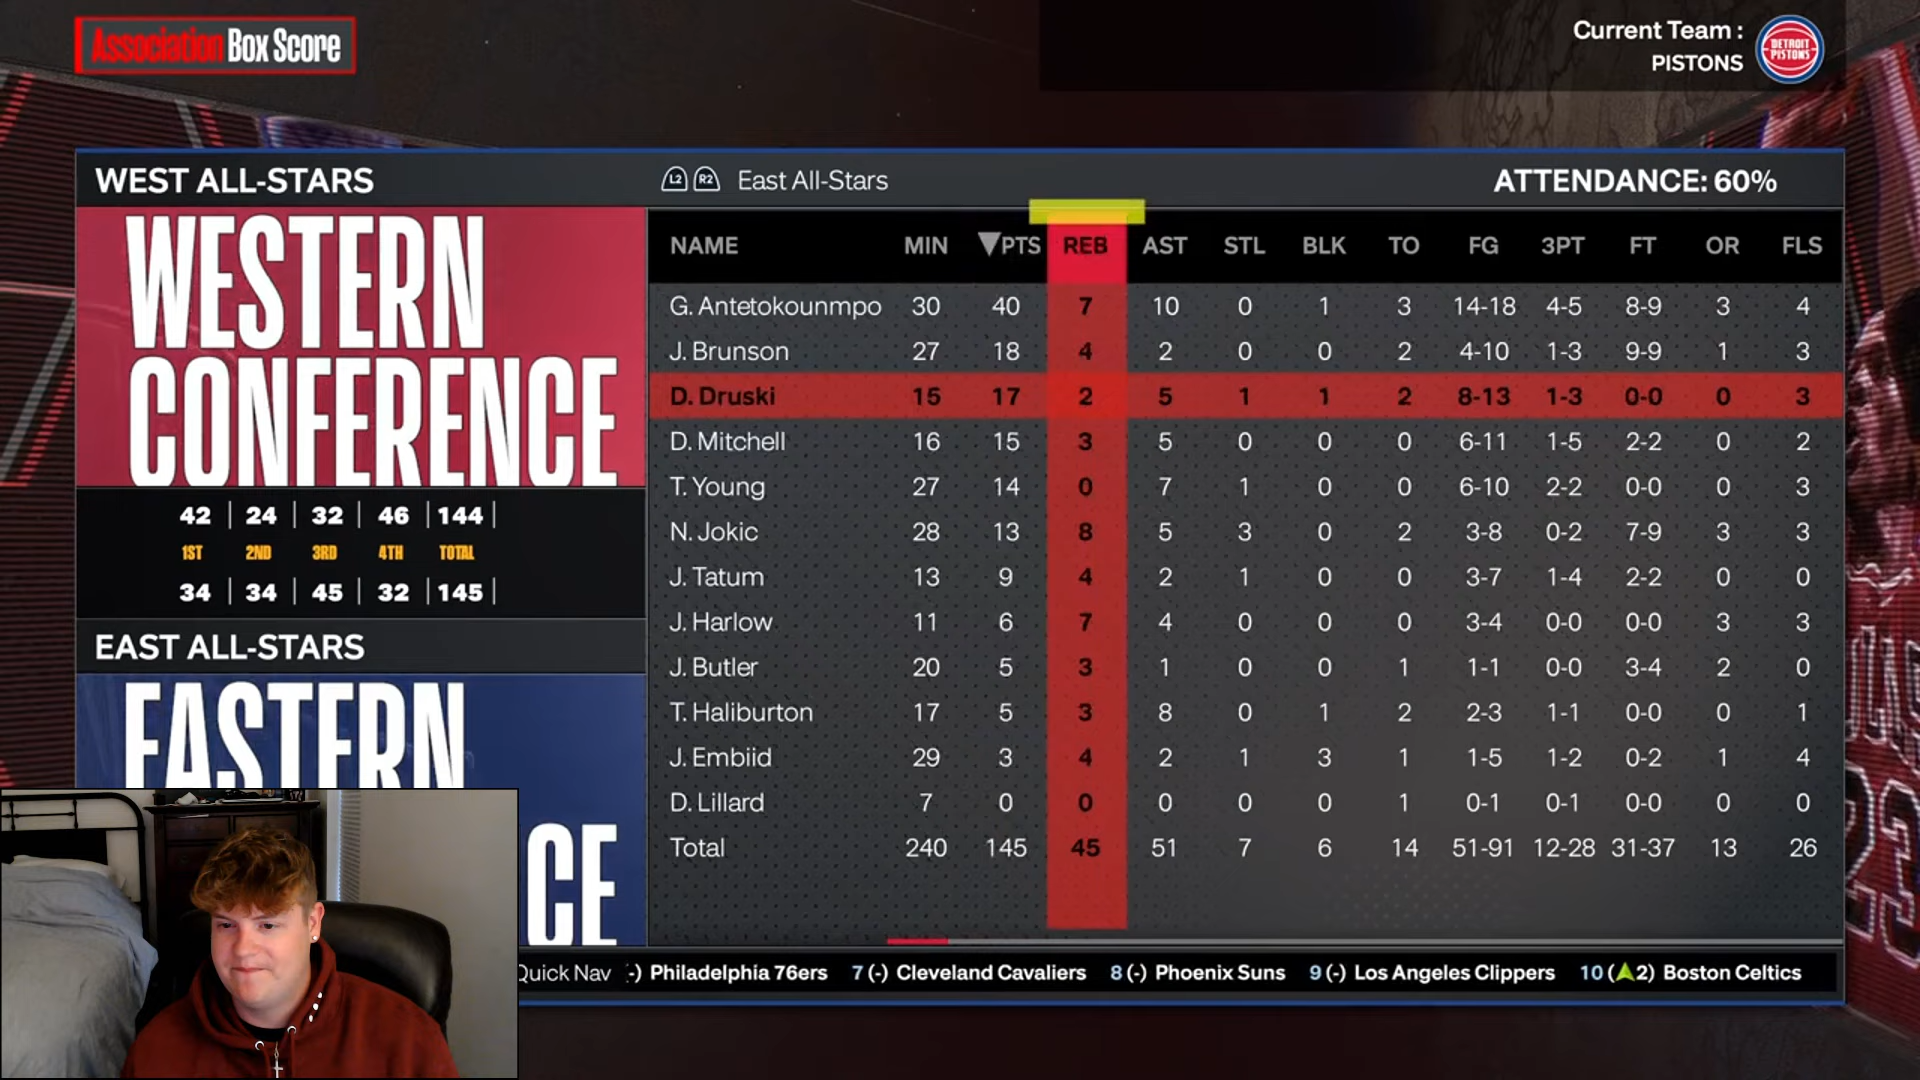 Association Box Score
Current Team :
PISTONS
DETROIT
PISTONS
WEST ALL-STARS
L2 R2 East All-Stars
ATTENDANCE: 60%
WESTERN
CONFERENCE
42 | 24 | 32 | 46 | 144 |
1ST 2ND 3RD 4TH TOTAL
34 | 34 | 45 | 32 | 145 |
EAST ALL-STARS
EASTERN
CE
NAME MIN ▼PTS REB AST STL BLK TO FG 3PT FT OR FLS
G. Antetokounmpo 30 40 7 10 0 1 3 14-18 4-5 8-9 3 4
J. Brunson 27 18 4 2 0 0 2 4-10 1-3 9-9 1 3
D. Druski 15 17 2 5 1 1 2 8-13 1-3 0-0 0 3
D. Mitchell 16 15 3 5 0 0 0 6-11 1-5 2-2 0 2
T. Young 27 14 0 7 1 0 0 6-10 2-2 0-0 0 3
N. Jokic 28 13 8 5 3 0 2 3-8 0-2 7-9 3 3
J. Tatum 13 9 4 2 1 0 0 3-7 1-4 2-2 0 0
J. Harlow 11 6 7 4 0 0 0 3-4 0-0 0-0 3 3
J. Butler 20 5 3 1 0 0 1 1-1 0-0 3-4 2 0
T. Haliburton 17 5 3 8 0 1 2 2-3 1-1 0-0 0 1
J. Embiid 29 3 4 2 1 3 1 1-5 1-2 0-2 1 4
D. Lillard 7 0 0 0 0 0 1 0-1 0-1 0-0 0 0
Total 240 145 45 51 7 6 14 51-91 12-28 31-37 13 26
Quick Nav -) Philadelphia 76ers 7 (-) Cleveland Cavaliers 8 (-) Phoenix Suns 9 (-) Los Angeles Clippers 10 (▲2) Boston Celtics
23